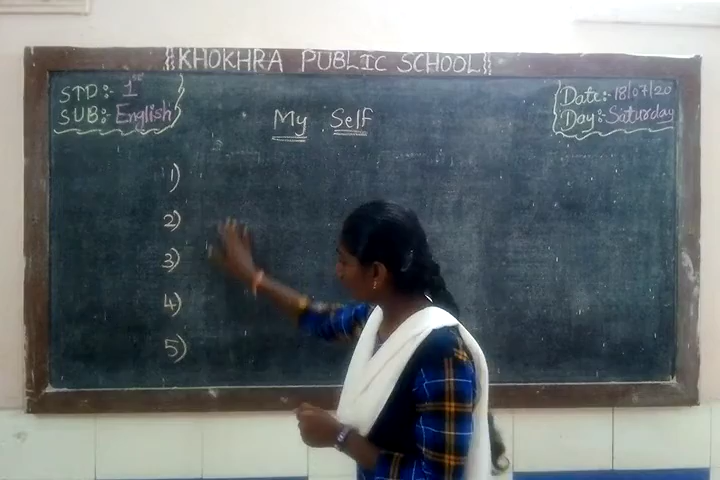 KHOKHRA PUBLIC SCHOOL
STD:- 1st
SUB:- English
Date:- 18/07/20
Day:- Saturday
My Self
1)
2)
3)
4)
5)